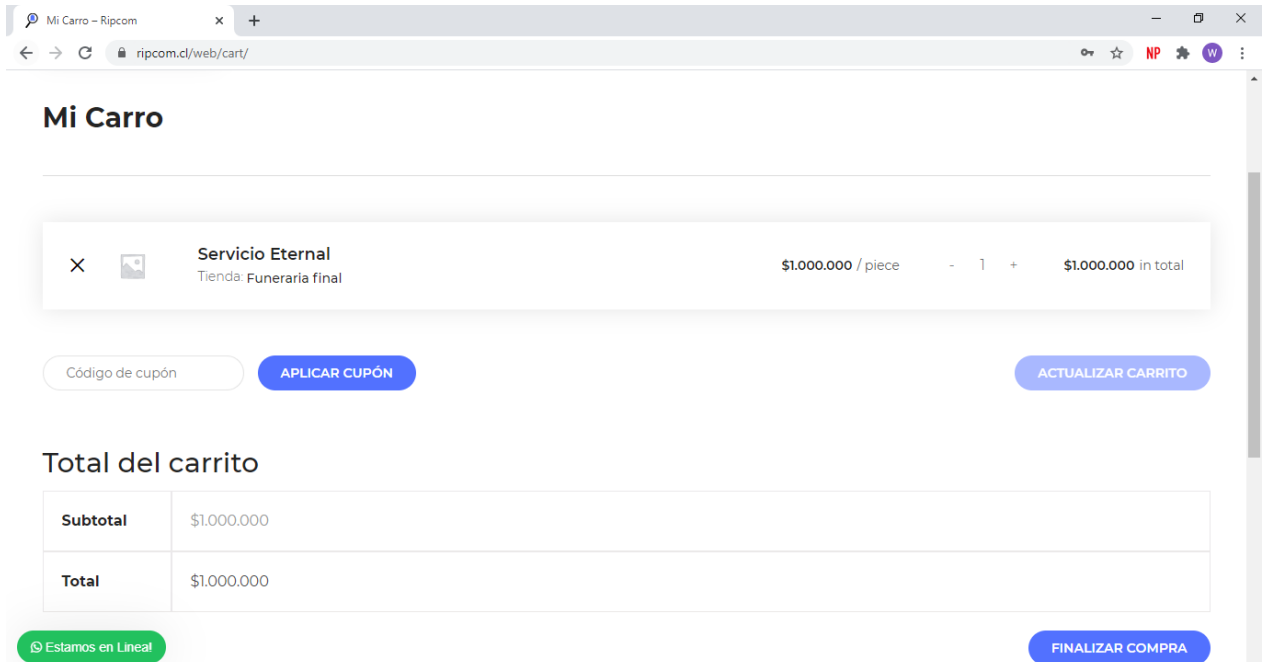 Mi Carro – Ripcom
ripcom.cl/web/cart/
NP
W
Mi Carro
Servicio Eternal
Tienda: Funeraria final
$1.000.000 / piece - 1 + $1.000.000 in total
Código de cupón APLICAR CUPÓN ACTUALIZAR CARRITO
Total del carrito
Subtotal $1.000.000
Total $1.000.000
Estamos en Linea!
FINALIZAR COMPRA